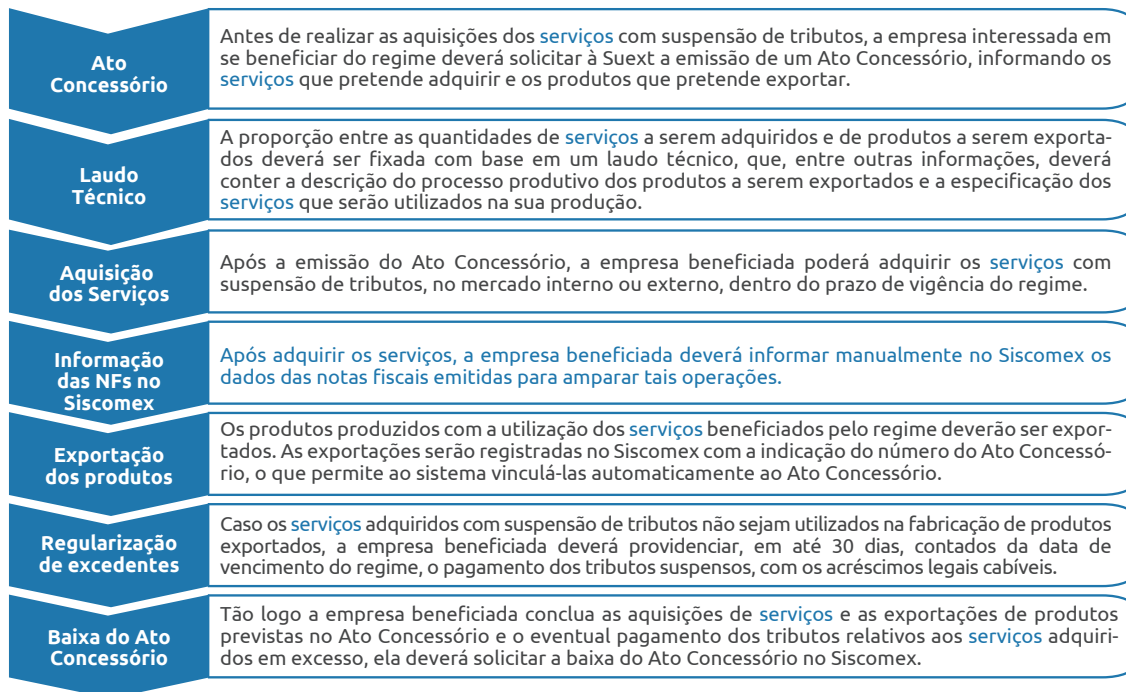 Ato
Concessório
Antes de realizar as aquisições dos serviços com suspensão de tributos, a empresa interessada em
se beneficiar do regime deverá solicitar à Suext a emissão de um Ato Concessório, informando os
serviços que pretende adquirir e os produtos que pretende exportar.
Laudo
Técnico
A proporção entre as quantidades de serviços a serem adquiridos e de produtos a serem exporta-
dos deverá ser fixada com base em um laudo técnico, que, entre outras informações, deverá
conter a descrição do processo produtivo dos produtos a serem exportados e a especificação dos
serviços que serão utilizados na sua produção.
Aquisição
dos Serviços
Após a emissão do Ato Concessório, a empresa beneficiada poderá adquirir os serviços com
suspensão de tributos, no mercado interno ou externo, dentro do prazo de vigência do regime.
Informação
das NFs no
Siscomex
Após adquirir os serviços, a empresa beneficiada deverá informar manualmente no Siscomex os
dados das notas fiscais emitidas para amparar tais operações.
Exportação
dos produtos
Os produtos produzidos com a utilização dos serviços beneficiados pelo regime deverão ser expor-
tados. As exportações serão registradas no Siscomex com a indicação do número do Ato Concessó-
rio, o que permite ao sistema vinculá-las automaticamente ao Ato Concessório.
Regularização
de excedentes
Caso os serviços adquiridos com suspensão de tributos não sejam utilizados na fabricação de produtos
exportados, a empresa beneficiada deverá providenciar, em até 30 dias, contados da data de
vencimento do regime, o pagamento dos tributos suspensos, com os acréscimos legais cabíveis.
Baixa do Ato
Concessório
Tão logo a empresa beneficiada conclua as aquisições de serviços e as exportações de produtos
previstas no Ato Concessório e o eventual pagamento dos tributos relativos aos serviços adquiri-
dos em excesso, ela deverá solicitar a baixa do Ato Concessório no Siscomex.